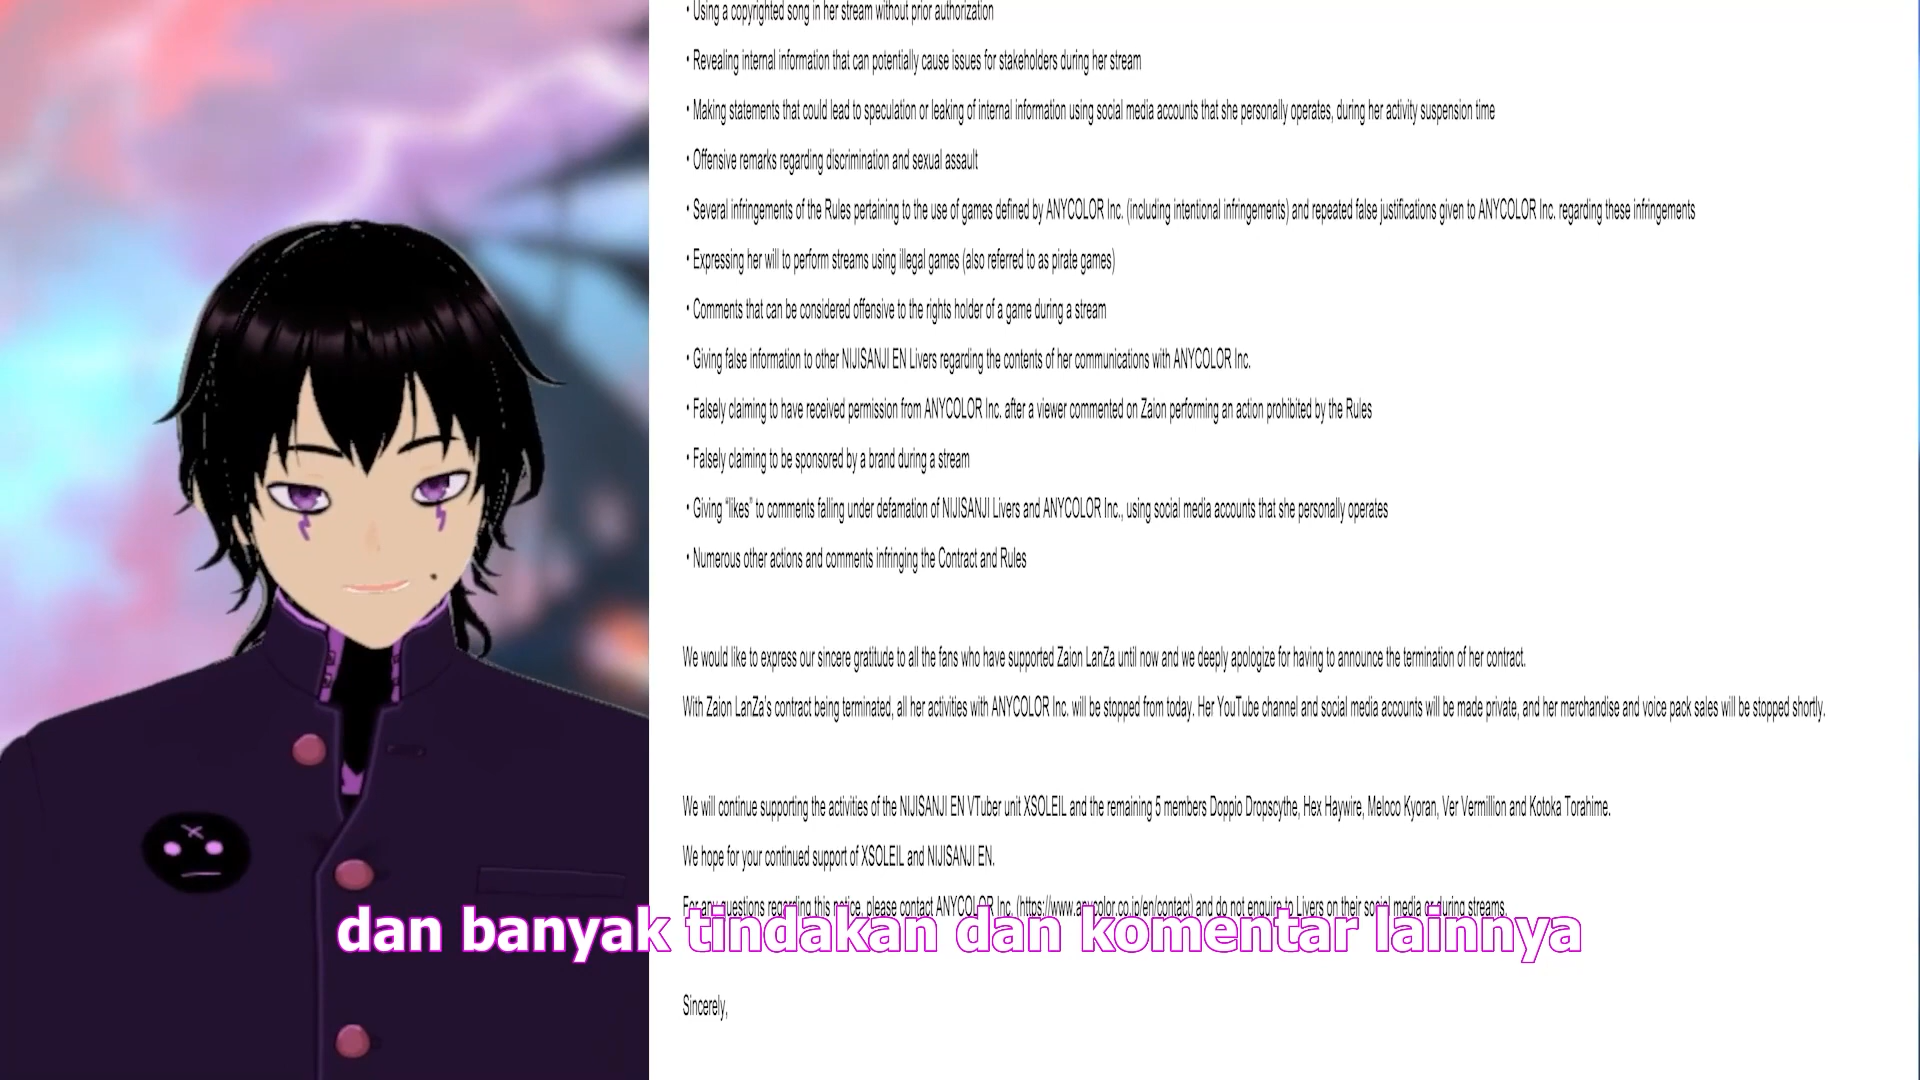 • Using a copyrighted song in her stream without prior authorization
• Revealing internal information that can potentially cause issues for stakeholders during her stream
• Making statements that could lead to speculation or leaking of internal information using social media accounts that she personally operates, during her activity suspension time
• Offensive remarks regarding discrimination and sexual assault
• Several infringements of the Rules pertaining to the use of games defined by ANYCOLOR Inc. (including intentional infringements) and repeated false justifications given to ANYCOLOR Inc. regarding these infringements
• Expressing her will to perform streams using illegal games (also referred to as pirate games)
• Comments that can be considered offensive to the rights holder of a game during a stream
• Giving false information to other NIJISANJI EN Livers regarding the contents of her communications with ANYCOLOR Inc.
• Falsely claiming to have received permission from ANYCOLOR Inc. after a viewer commented on Zaion performing an action prohibited by the Rules
• Falsely claiming to be sponsored by a brand during a stream
• Giving “likes” to comments falling under defamation of NIJISANJI Livers and ANYCOLOR Inc., using social media accounts that she personally operates
• Numerous other actions and comments infringing the Contract and Rules
We would like to express our sincere gratitude to all the fans who have supported Zaion LanZa until now and we deeply apologize for having to announce the termination of her contract.
With Zaion LanZa's contract being terminated, all her activities with ANYCOLOR Inc. will be stopped from today. Her YouTube channel and social media accounts will be made private, and her merchandise and voice pack sales will be stopped shortly.
We will continue supporting the activities of the NIJISANJI EN VTuber unit XSOLEIL and the remaining 5 members Doppio Dropscythe, Hex Haywire, Meloco Kyoran, Ver Vermillion and Kotoka Torahime.
We hope for your continued support of XSOLEIL and NIJISANJI EN.
For any questions regarding this notice, please contact ANYCOLOR Inc. (https://www.anycolor.co.jp/en/contact) and do not enquire to Livers on their social media or during streams.
dan banyak tindakan dan komentar lainnya
Sincerely,